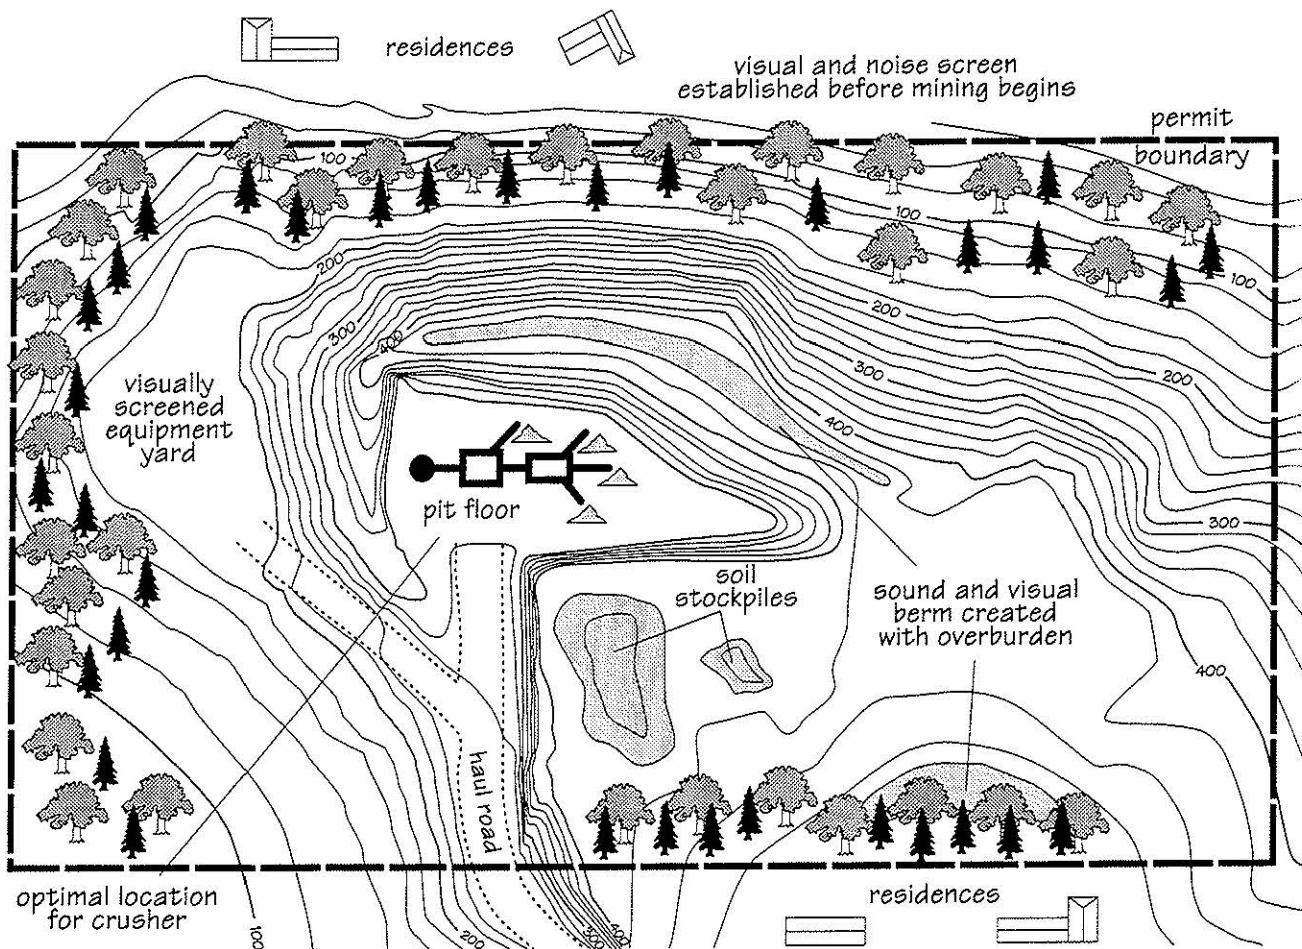 residences
visual and noise screen
established before mining begins
permit
boundary
100
100
100
200
200
300
400
300
200
400
visually
screened
equipment
yard
pit floor
300
soil
stockpiles
sound and visual
berm created
with overburden
400
haul road
optimal location
for crusher
residences
100
200
300
400